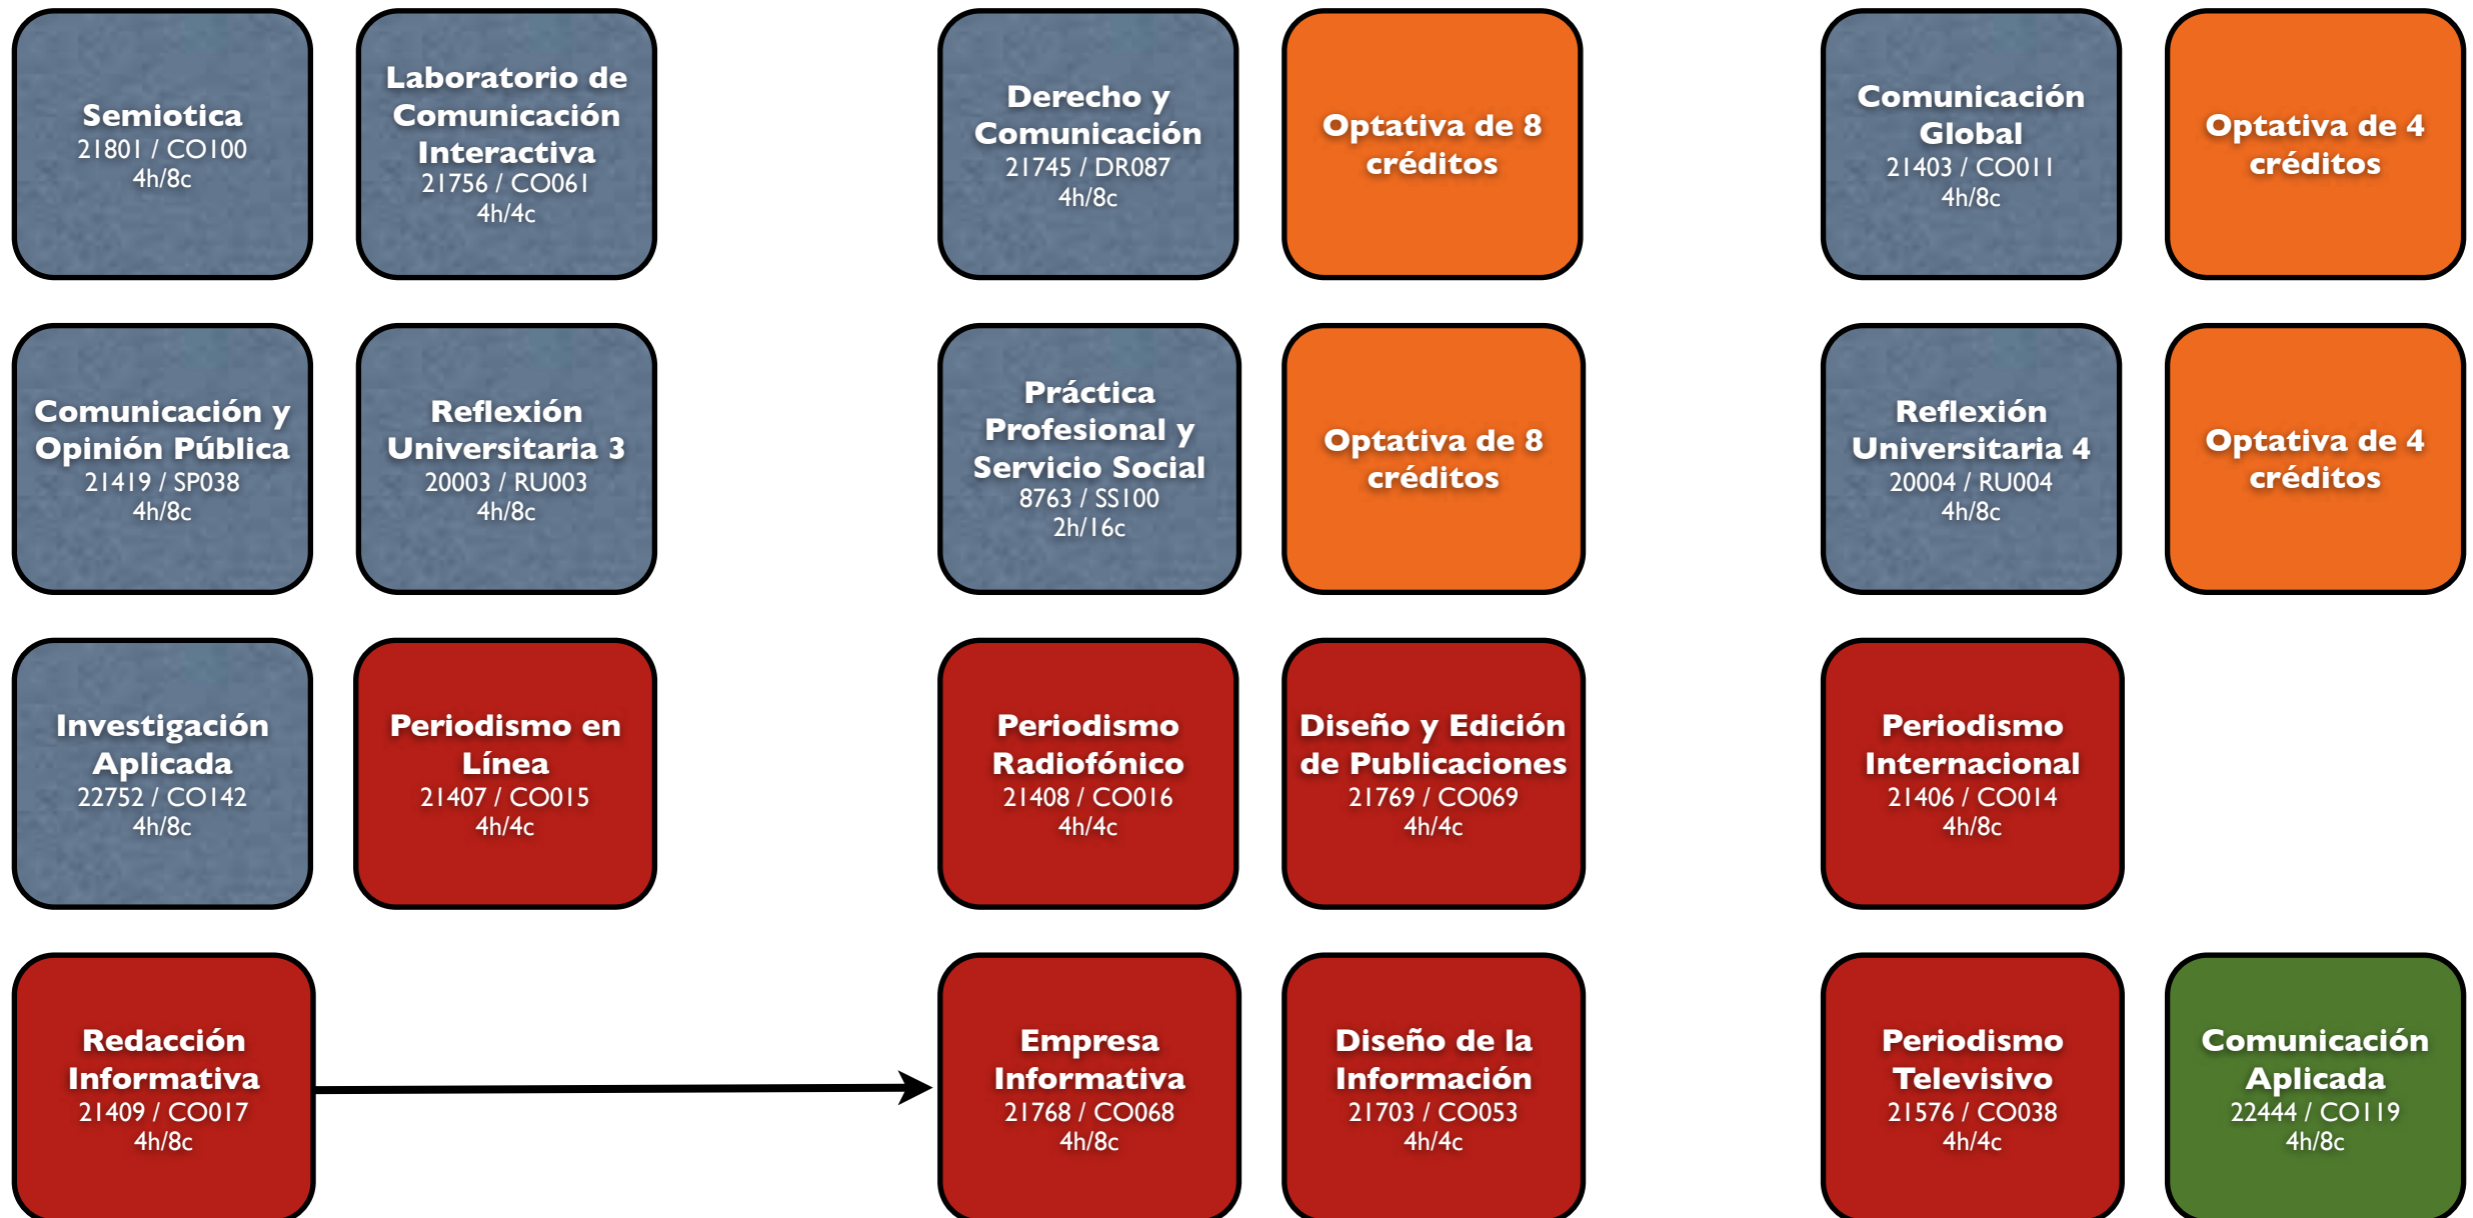 Semiotica
21801 / CO100
4h/8c
Laboratorio de
Comunicación
Interactiva
21756 / CO061
4h/4c
Derecho y
Comunicación
21745 / DR087
4h/8c
Optativa de 8
créditos
Comunicación
Global
21403 / CO011
4h/8c
Optativa de 4
créditos
Comunicación y
Opinión Pública
21419 / SP038
4h/8c
Reflexión
Universitaria 3
20003 / RU003
4h/8c
Práctica
Profesional y
Servicio Social
8763 / SS100
2h/16c
Optativa de 8
créditos
Reflexión
Universitaria 4
20004 / RU004
4h/8c
Optativa de 4
créditos
Investigación
Aplicada
22752 / CO142
4h/8c
Periodismo en
Línea
21407 / CO015
4h/4c
Periodismo
Radiofónico
21408 / CO016
4h/4c
Diseño y Edición
de Publicaciones
21769 / CO069
4h/4c
Periodismo
Internacional
21406 / CO014
4h/8c
Redacción
Informativa
21409 / CO017
4h/8c
Empresa
Informativa
21768 / CO068
4h/8c
Diseño de la
Información
21703 / CO053
4h/4c
Periodismo
Televisivo
21576 / CO038
4h/4c
Comunicación
Aplicada
22444 / CO119
4h/8c